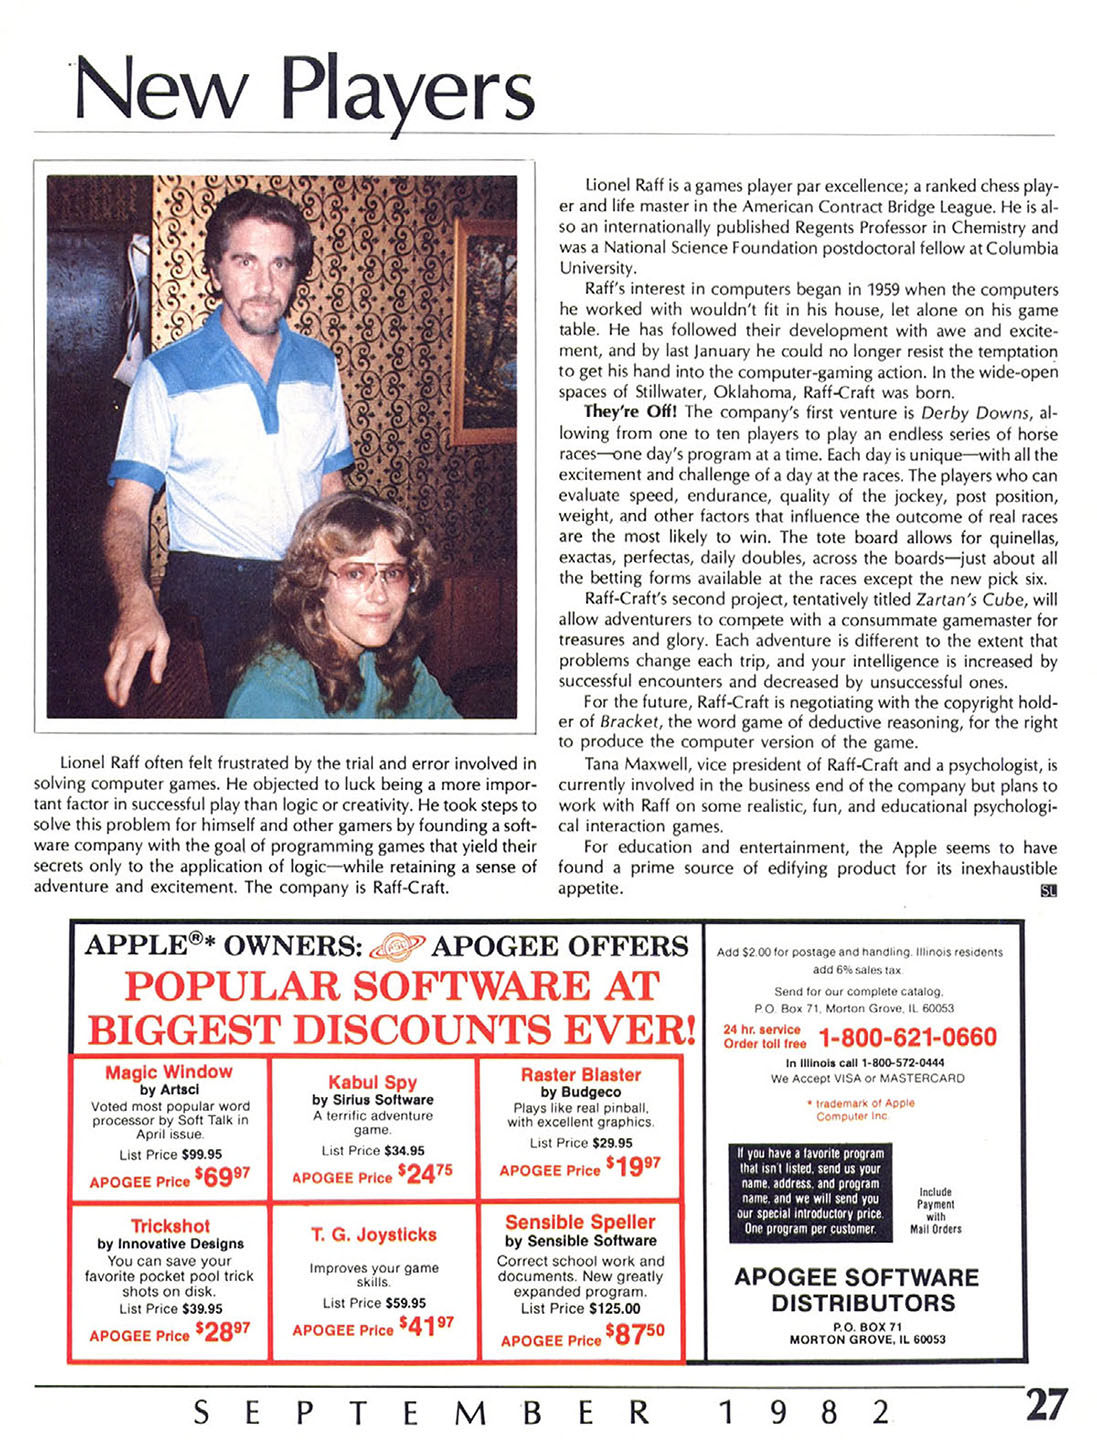 New Players
Lionel Raff often felt frustrated by the trial and error involved in
solving computer games. He objected to luck being a more impor-
tant factor in successful play than logic or creativity. He took steps to
solve this problem for himself and other gamers by founding a soft-
ware company with the goal of programming games that yield their
secrets only to the application of logic—while retaining a sense of
adventure and excitement. The company is Raff-Craft.
Lionel Raff is a games player par excellence; a ranked chess play-
er and life master in the American Contract Bridge League. He is al-
so an internationally published Regents Professor in Chemistry and
was a National Science Foundation postdoctoral fellow at Columbia
University.
Raff's interest in computers began in 1959 when the computers
he worked with wouldn't fit in his house, let alone on his game
table. He has followed their development with awe and excite-
ment, and by last January he could no longer resist the temptation
to get his hand into the computer-gaming action. In the wide-open
spaces of Stillwater, Oklahoma, Raff-Craft was born.
They're Off! The company's first venture is Derby Downs, al-
lowing from one to ten players to play an endless series of horse
races—one day's program at a time. Each day is unique—with all the
excitement and challenge of a day at the races. The players who can
evaluate speed, endurance, quality of the jockey, post position,
weight, and other factors that influence the outcome of real races
are the most likely to win. The tote board allows for quinellas,
exactas, perfectas, daily doubles, across the boards—just about all
the betting forms available at the races except the new pick six.
Raff-Craft's second project, tentatively titled Zartan's Cube, will
allow adventurers to compete with a consummate gamemaster for
treasures and glory. Each adventure is different to the extent that
problems change each trip, and your intelligence is increased by
successful encounters and decreased by unsuccessful ones.
For the future, Raff-Craft is negotiating with the copyright hold-
er of Bracket, the word game of deductive reasoning, for the right
to produce the computer version of the game.
Tana Maxwell, vice president of Raff-Craft and a psychologist, is
currently involved in the business end of the company but plans to
work with Raff on some realistic, fun, and educational psychologi-
cal interaction games.
For education and entertainment, the Apple seems to have
found a prime source of edifying product for its inexhaustible
appetite. SL
APPLE®* OWNERS: APOGEE OFFERS
POPULAR SOFTWARE AT
BIGGEST DISCOUNTS EVER!
Magic Window
by Artsci
Voted most popular word
processor by Soft Talk in
April issue.
List Price $99.95
APOGEE Price $69.97
Kabul Spy
by Sirius Software
A terrific adventure
game.
List Price $34.95
APOGEE Price $24.75
Raster Blaster
by Budgeco
Plays like real pinball,
with excellent graphics.
List Price $29.95
APOGEE Price $19.97
Trickshot
by Innovative Designs
You can save your
favorite pocket pool trick
shots on disk.
List Price $39.95
APOGEE Price $28.97
T. G. Joysticks
Improves your game
skills.
List Price $59.95
APOGEE Price $41.97
Sensible Speller
by Sensible Software
Correct school work and
documents. New greatly
expanded program.
List Price $125.00
APOGEE Price $87.50
Add $2.00 for postage and handling. Illinois residents
add 6% sales tax.
Send for our complete catalog.
P.O. Box 71, Morton Grove, IL 60053
24 hr. service
Order toll free 1-800-621-0660
In Illinois call 1-800-572-0444
We Accept VISA or MASTERCARD
* trademark of Apple
Computer Inc.
If you have a favorite program
that isn't listed, send us your
name, address, and program
name, and we will send you
our special introductory price.
One program per customer.
Include
Payment
with
Mail Orders
APOGEE SOFTWARE
DISTRIBUTORS
P.O. BOX 71
MORTON GROVE, IL 60053
SEPTEMBER 1982 27